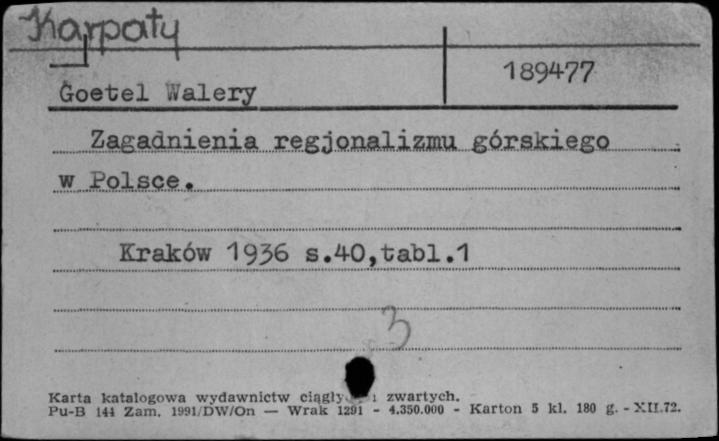 Karpaty
189477
Goetel Walery
Zagadnienia regjonalizmu górskiego
w Polsce.
Kraków 1936 s.40,tabl.1
3
Karta katalogowa wydawnictw i zwartych.
Pu-B 144 Zam. 1991/DW/On — Wrak 1291 - 4.350.000 - Karton 5 kl. 180 g. - XII.72.